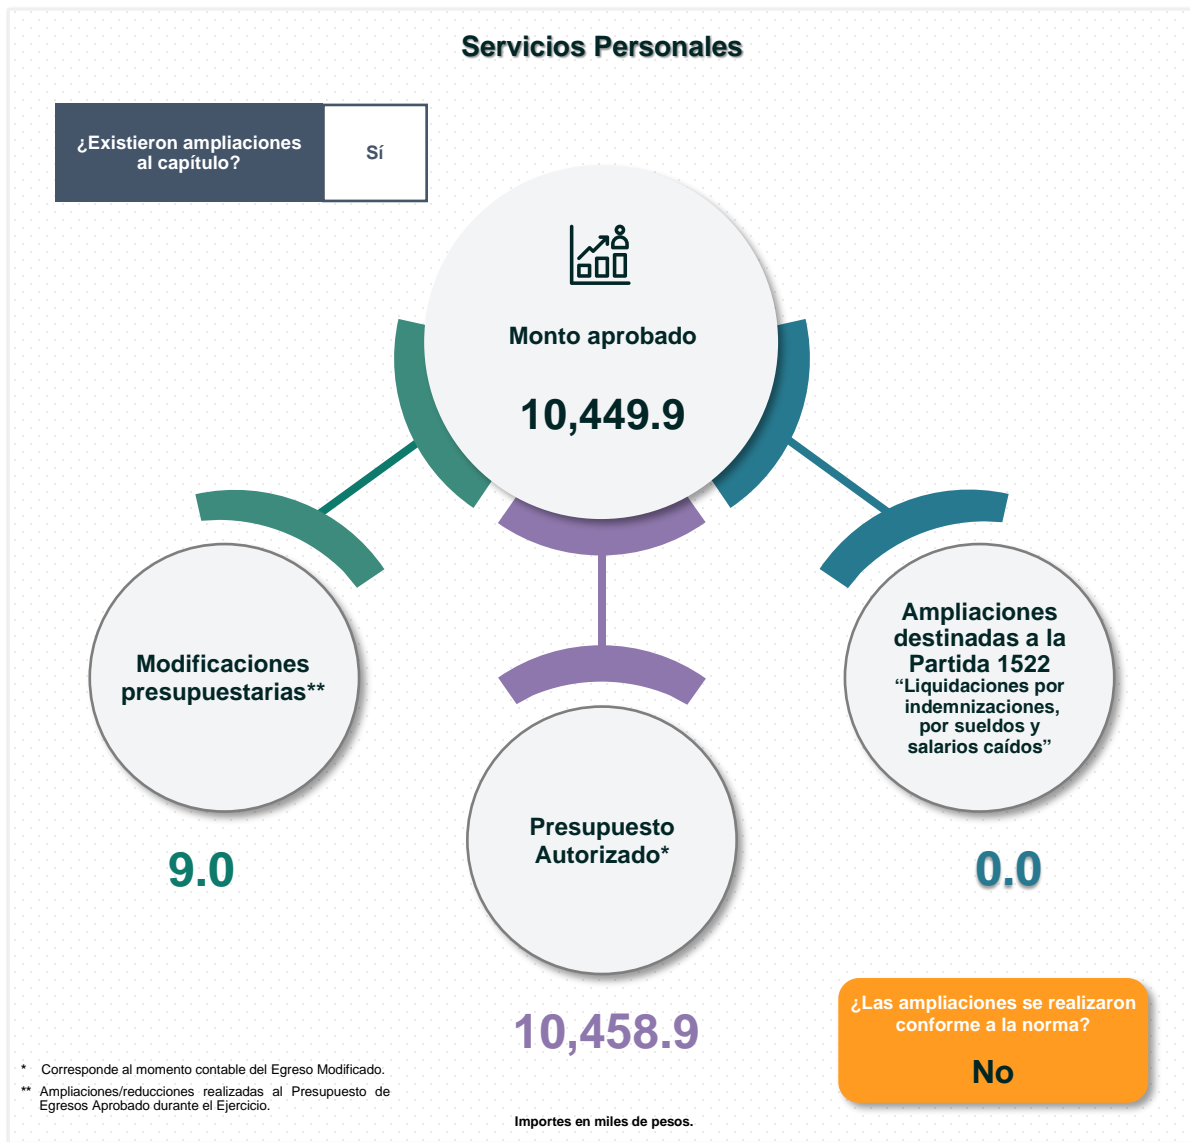 Servicios Personales
¿Existieron ampliaciones
al capítulo?
Sí
Monto aprobado
10,449.9
Modificaciones
presupuestarias**
9.0
Presupuesto
Autorizado*
10,458.9
Ampliaciones
destinadas a la
Partida 1522
“Liquidaciones por
indemnizaciones,
por sueldos y
salarios caídos”
0.0
¿Las ampliaciones se realizaron
conforme a la norma?
No
* Corresponde al momento contable del Egreso Modificado.
** Ampliaciones/reducciones realizadas al Presupuesto de
Egresos Aprobado durante el Ejercicio.
Importes en miles de pesos.